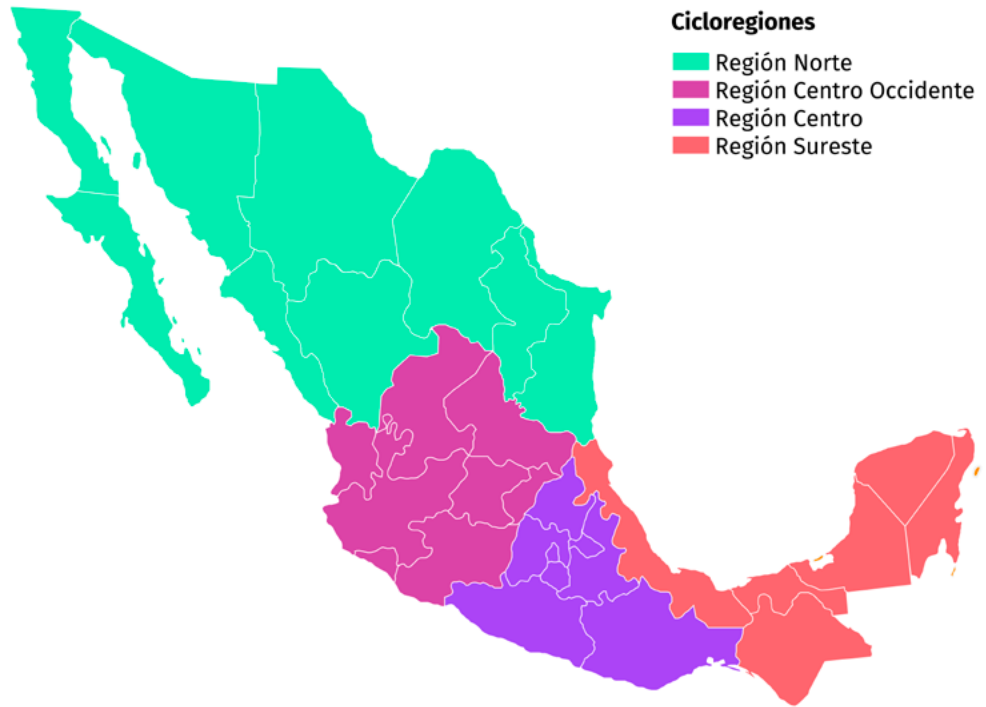 Cicloregiones
Región Norte
Región Centro Occidente
Región Centro
Región Sureste